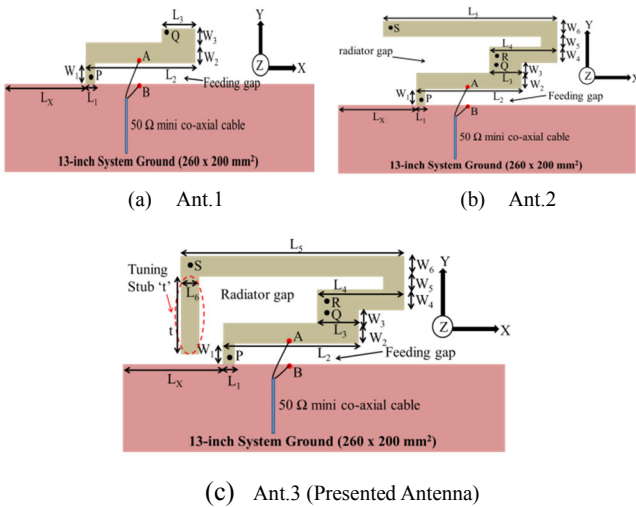 L3
Q
W3
A
W2
W1
P
L2
Feeding gap
LX
L1
B
50 Ω mini co-axial cable
13-inch System Ground (260 x 200 mm²)
Y
Z
X
(a) Ant.1
L5
S
W6
W5
radiator gap
L4
R
W4
Q
W3
L3
A
W2
W1
L2
P
Feeding gap
LX
L1
B
50 Ω mini co-axial cable
13-inch System Ground (260 x 200 mm²)
Y
Z
X
(b) Ant.2
L5
Tuning
Stub 't'
S
W6
L6
Radiator gap
W5
L4
R
W4
t
Q
W3
L3
A
W2
W1
P
L2
Feeding gap
LX
L1
B
50 Ω mini co-axial cable
13-inch System Ground (260 x 200 mm²)
Y
Z
X
(c) Ant.3 (Presented Antenna)